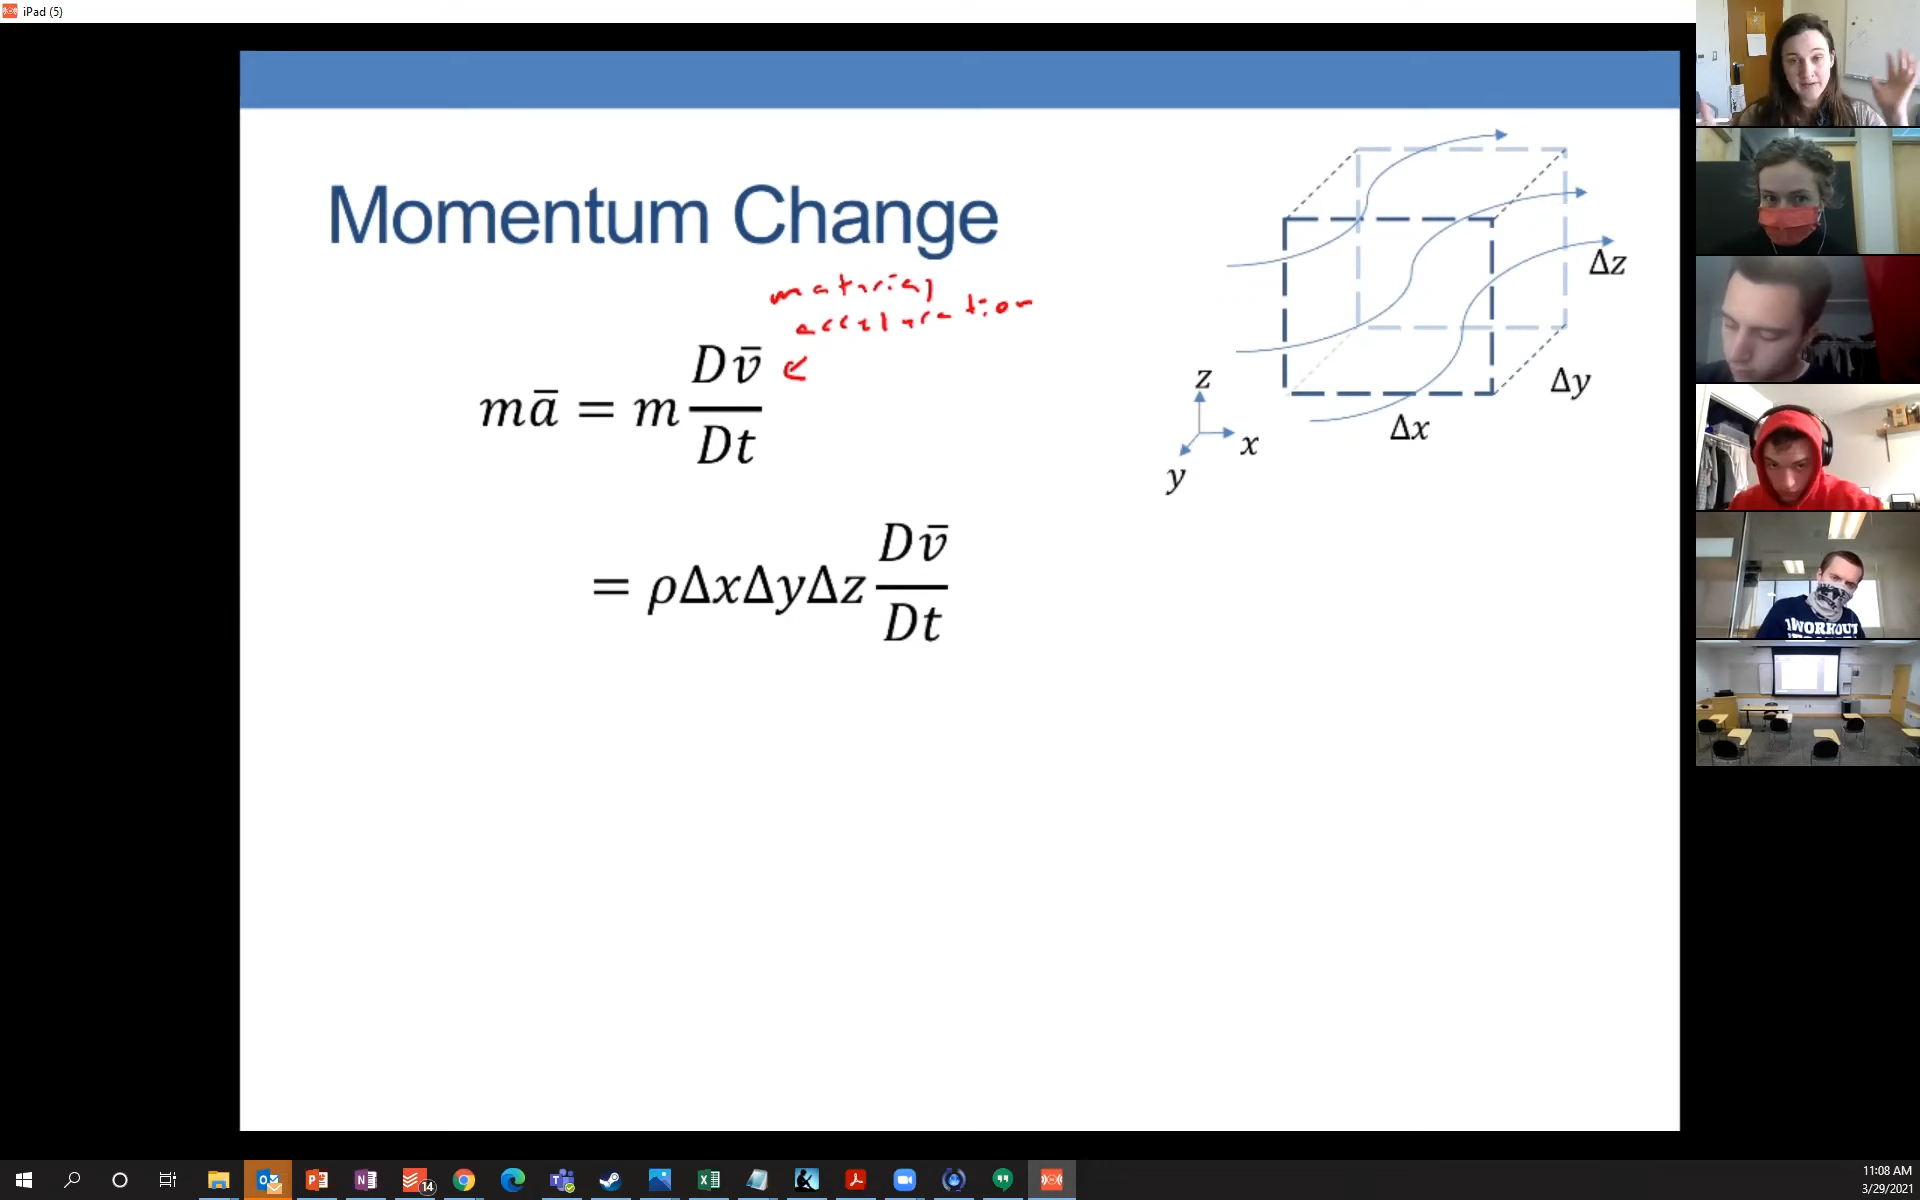 iPad (5)
Momentum Change
material
acceleration
mā = m Dv̄/Dt
= ρΔxΔyΔz Dv̄/Dt
Δz
Δy
Δx
z
x
y
WORKOUT
14
11:08 AM
3/29/2021